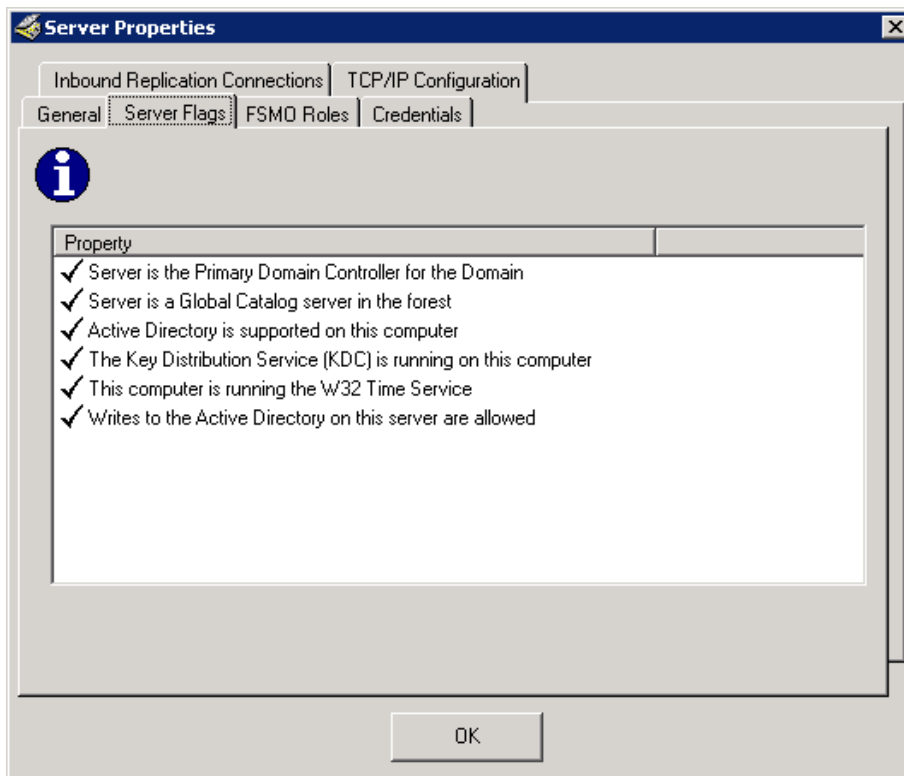 Server Properties
Inbound Replication Connections TCP/IP Configuration
General Server Flags FSMO Roles Credentials
Property
Server is the Primary Domain Controller for the Domain
Server is a Global Catalog server in the forest
Active Directory is supported on this computer
The Key Distribution Service (KDC) is running on this computer
This computer is running the W32 Time Service
Writes to the Active Directory on this server are allowed
OK